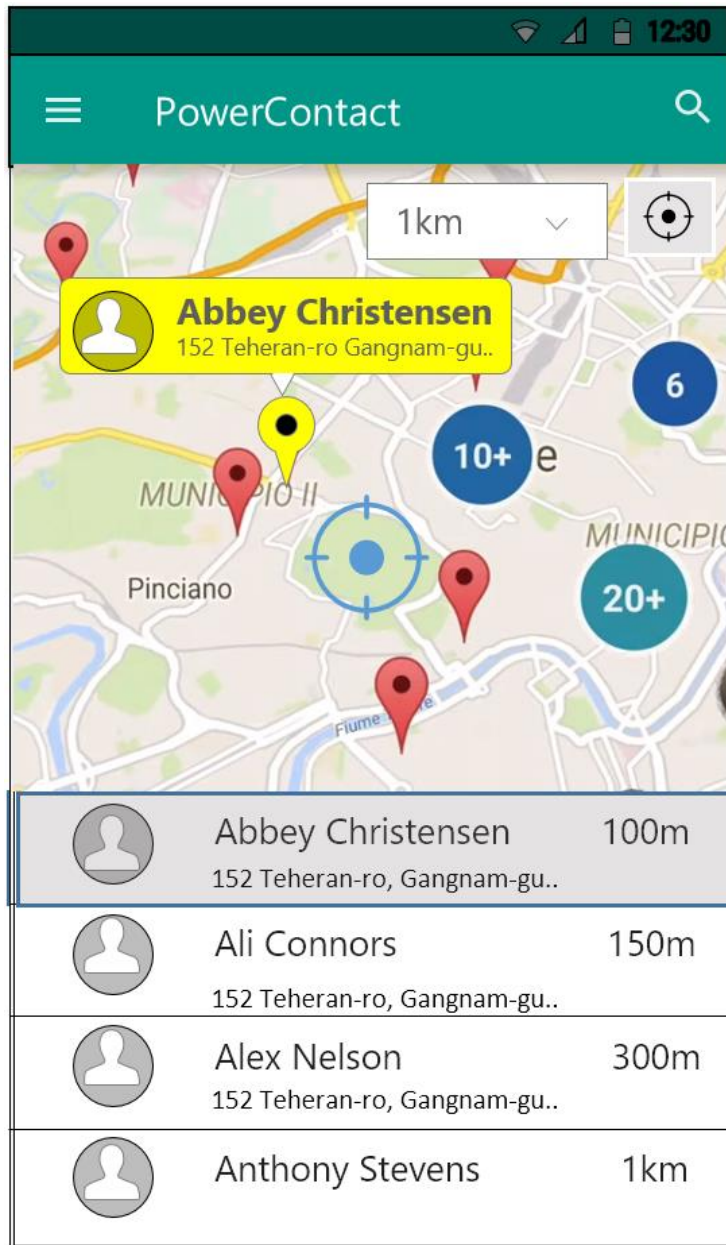 12:30
PowerContact
1km
Abbey Christensen
152 Teheran-ro Gangnam-gu..
6
10+
e
MUNICIPIO II
MUNICIPIO
Pinciano
20+
Fiume
Abbey Christensen 100m
152 Teheran-ro, Gangnam-gu..
Ali Connors 150m
152 Teheran-ro, Gangnam-gu..
Alex Nelson 300m
152 Teheran-ro, Gangnam-gu..
Anthony Stevens 1km